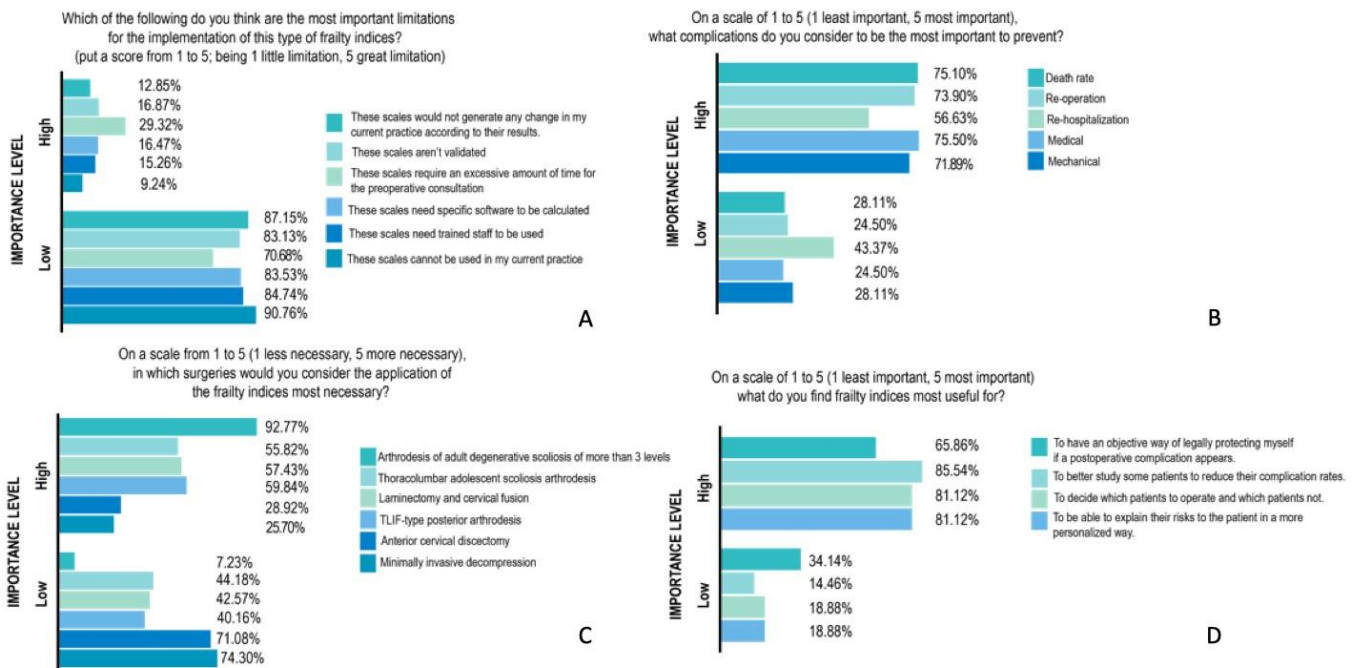 Which of the following do you think are the most important limitations
for the implementation of this type of frailty indices?
(put a score from 1 to 5; being 1 little limitation, 5 great limitation)
IMPORTANCE LEVEL
High
12.85%
16.87%
29.32%
16.47%
15.26%
9.24%
Low
87.15%
83.13%
70.68%
83.53%
84.74%
90.76%
These scales would not generate any change in my
current practice according to their results.
These scales aren't validated
These scales require an excessive amount of time for
the preoperative consultation
These scales need specific software to be calculated
These scales need trained staff to be used
These scales cannot be used in my current practice
A
On a scale of 1 to 5 (1 least important, 5 most important),
what complications do you consider to be the most important to prevent?
IMPORTANCE LEVEL
High
75.10%
73.90%
56.63%
75.50%
71.89%
Low
28.11%
24.50%
43.37%
24.50%
28.11%
Death rate
Re-operation
Re-hospitalization
Medical
Mechanical
B
On a scale from 1 to 5 (1 less necessary, 5 more necessary),
in which surgeries would you consider the application of
the frailty indices most necessary?
IMPORTANCE LEVEL
High
92.77%
55.82%
57.43%
59.84%
28.92%
25.70%
Low
7.23%
44.18%
42.57%
40.16%
71.08%
74.30%
Arthrodesis of adult degenerative scoliosis of more than 3 levels
Thoracolumbar adolescent scoliosis arthrodesis
Laminectomy and cervical fusion
TLIF-type posterior arthrodesis
Anterior cervical discectomy
Minimally invasive decompression
C
On a scale of 1 to 5 (1 least important, 5 most important)
what do you find frailty indices most useful for?
IMPORTANCE LEVEL
High
65.86%
85.54%
81.12%
81.12%
Low
34.14%
14.46%
18.88%
18.88%
To have an objective way of legally protecting myself
if a postoperative complication appears.
To better study some patients to reduce their complication rates.
To decide which patients to operate and which patients not.
To be able to explain their risks to the patient in a more
personalized way.
D